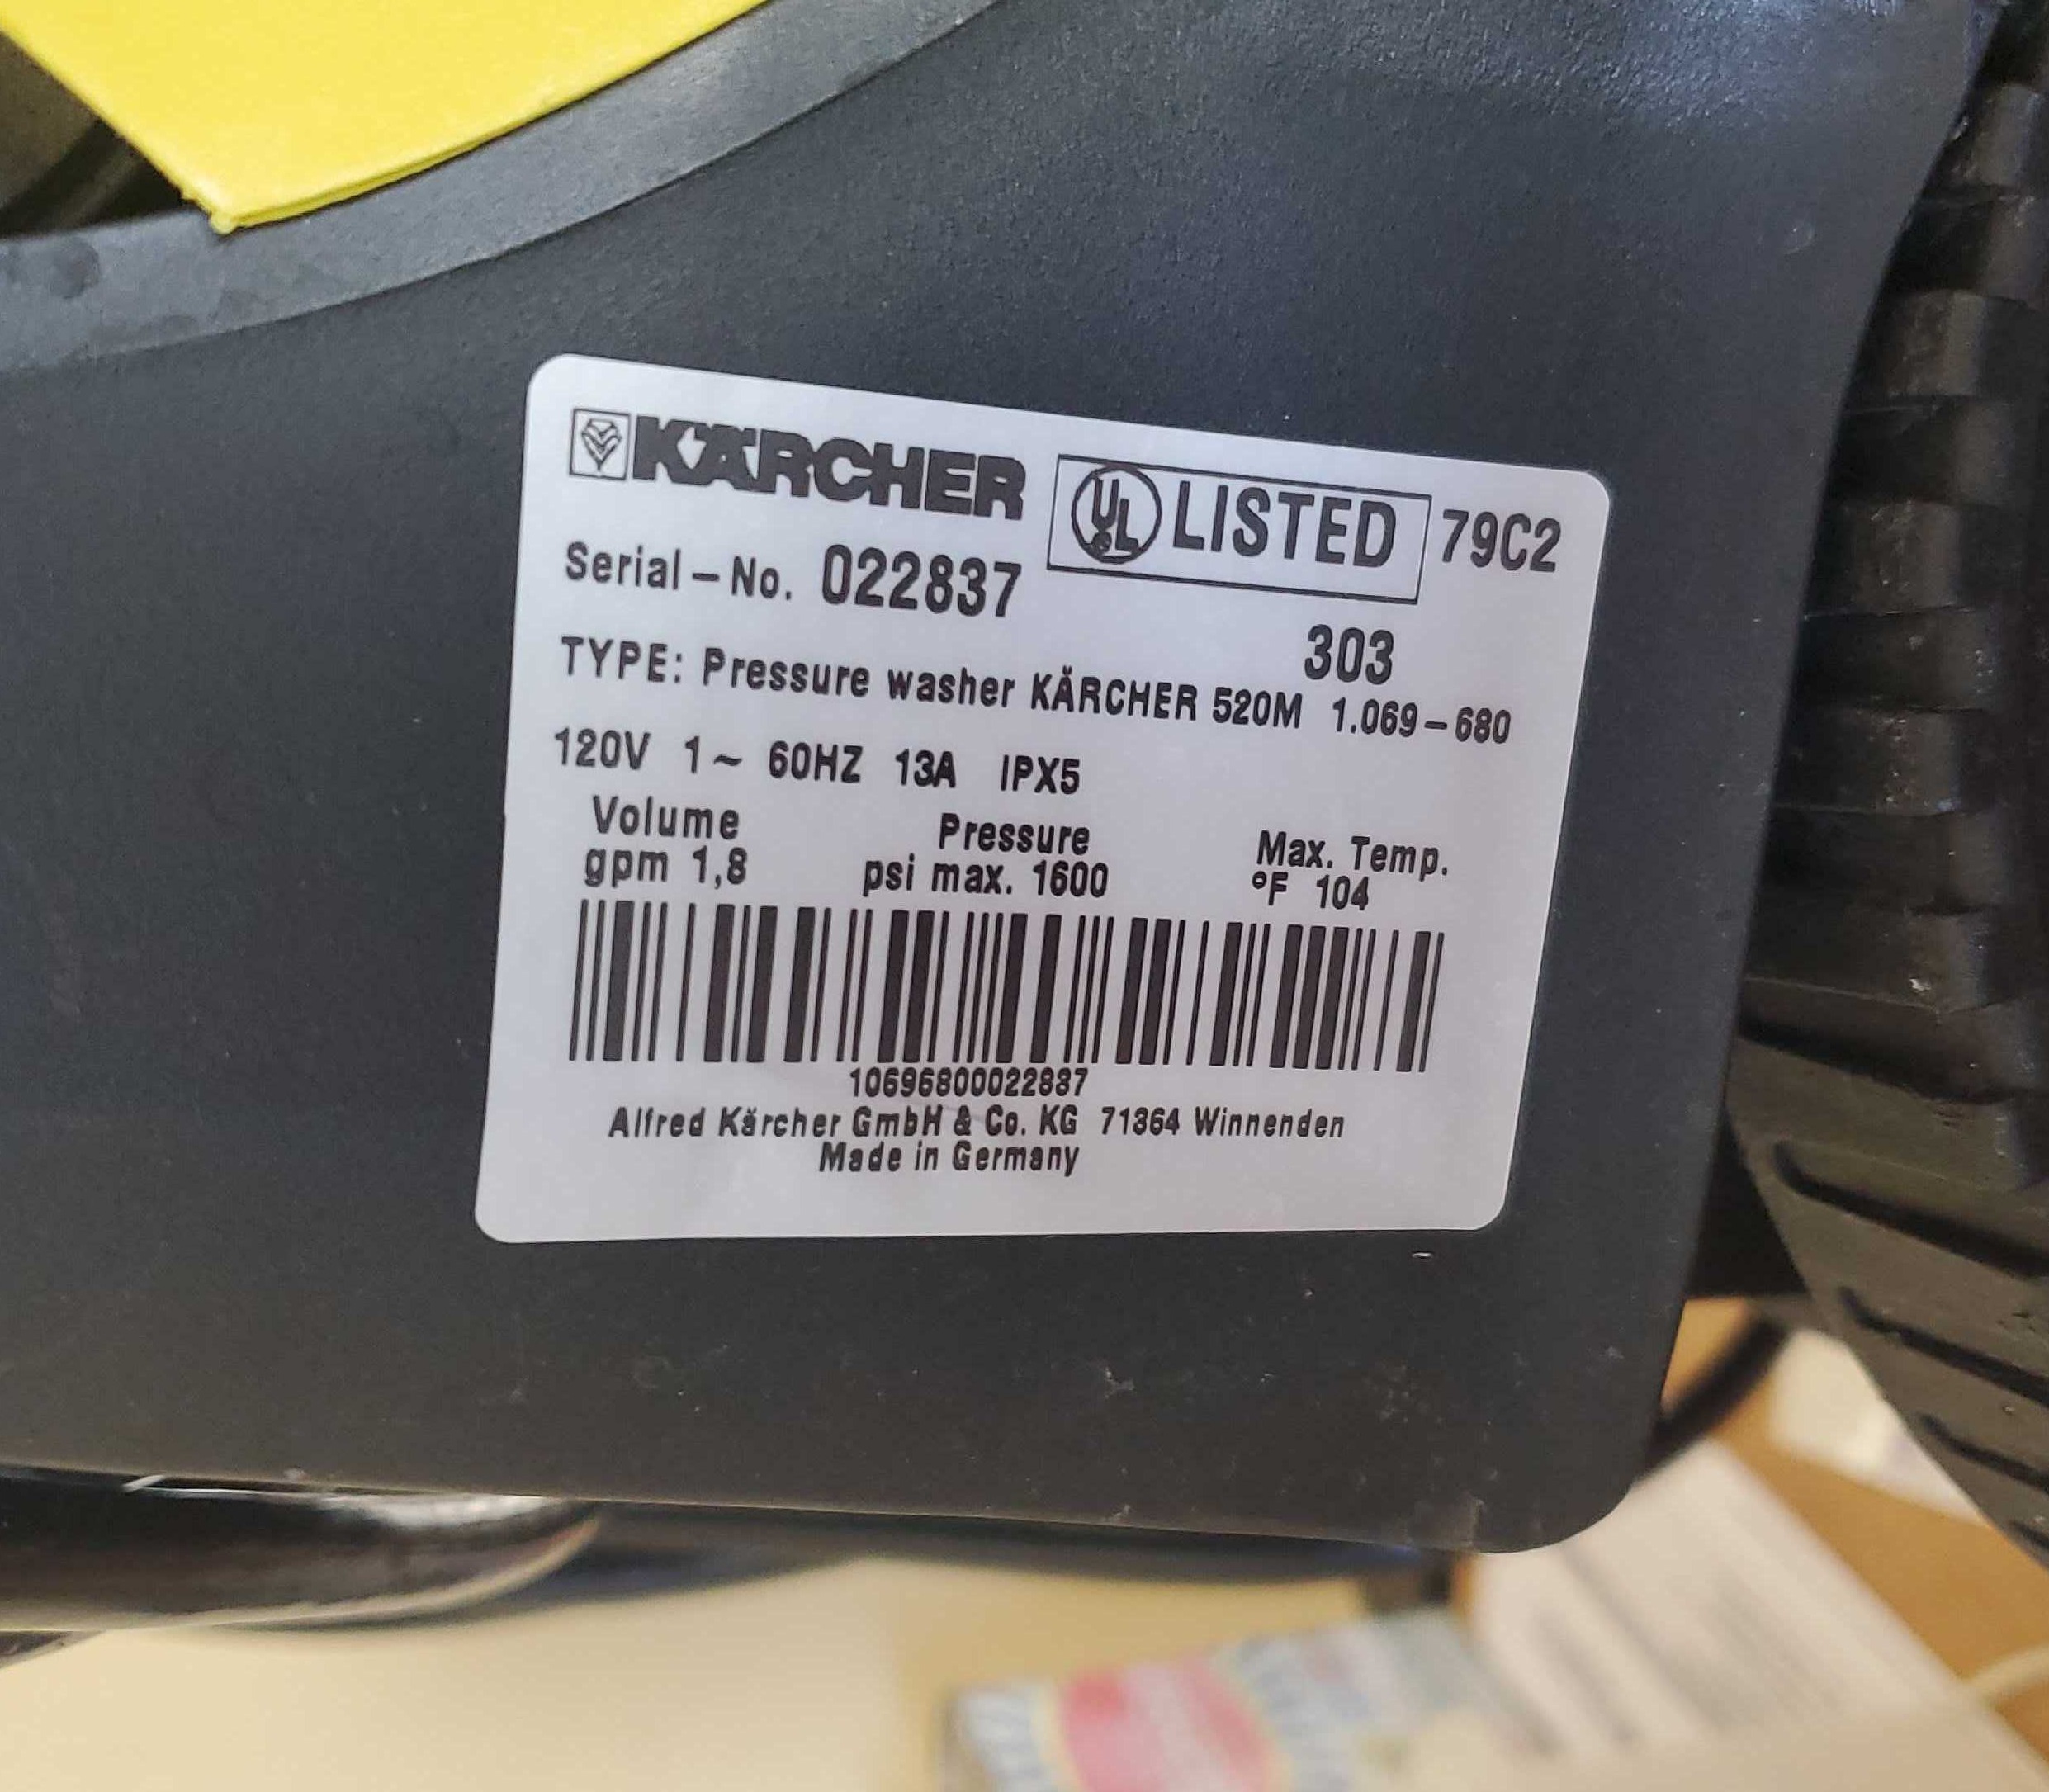 KÄRCHER UL LISTED 79C2
Serial-No. 022837
303
TYPE: Pressure washer KÄRCHER 520M 1.069-680
120V 1~ 60HZ 13A IPX5
Volume Pressure Max. Temp.
gpm 1,8 psi max. 1600 °F 104
10696800022837
Alfred Kärcher GmbH & Co. KG 71364 Winnenden
Made in Germany